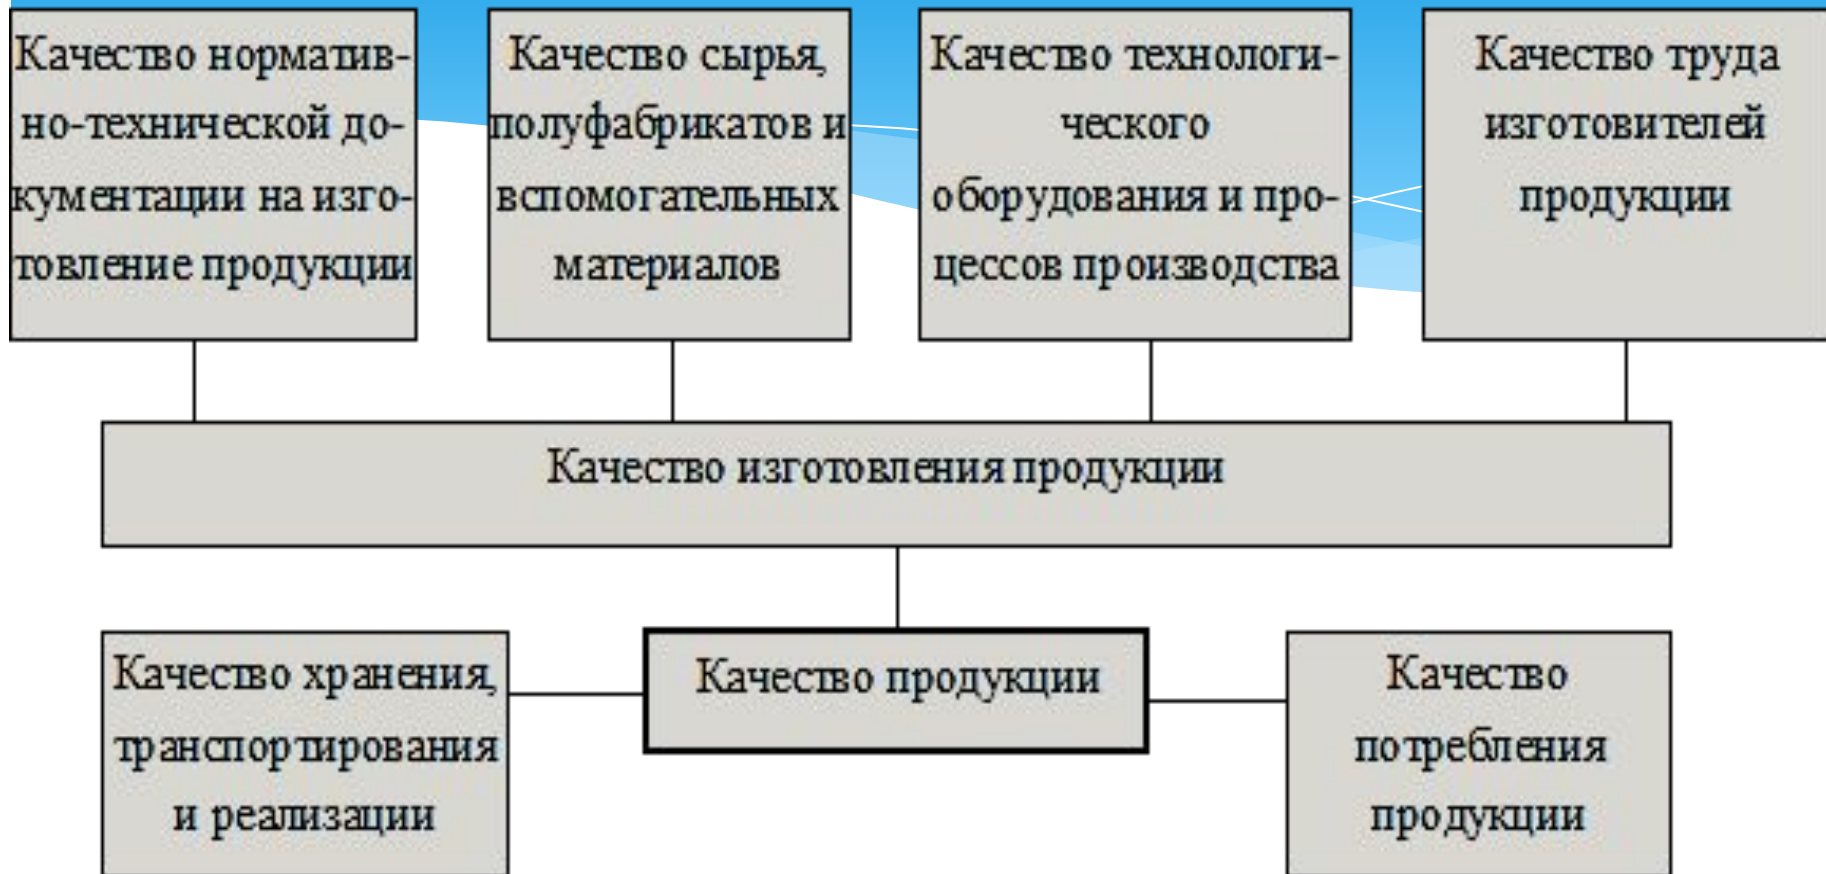 Качество норматив-
но-технической до-
кументации на изго-
товление продукции
Качество сырья,
полуфабрикатов и
вспомогательных
материалов
Качество технологи-
ческого
оборудования и про-
цессов производства
Качество труда
изготовителей
продукции
Качество изготовления продукции
Качество хранения,
транспортирования
и реализации
Качество продукции
Качество
потребления
продукции